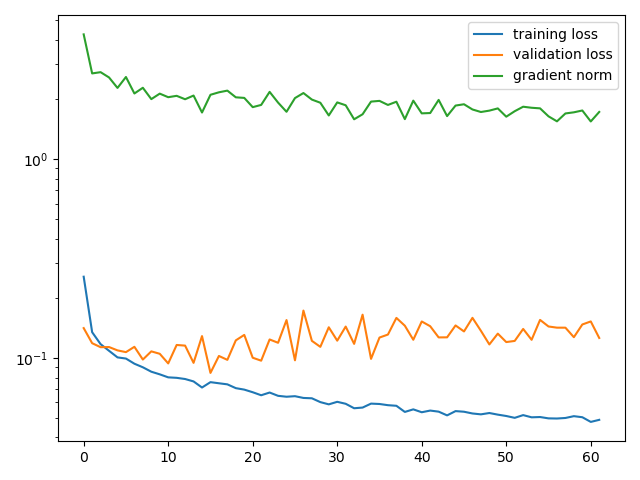 training loss
validation loss
gradient norm
10⁰
10⁻¹
0 10 20 30 40 50 60